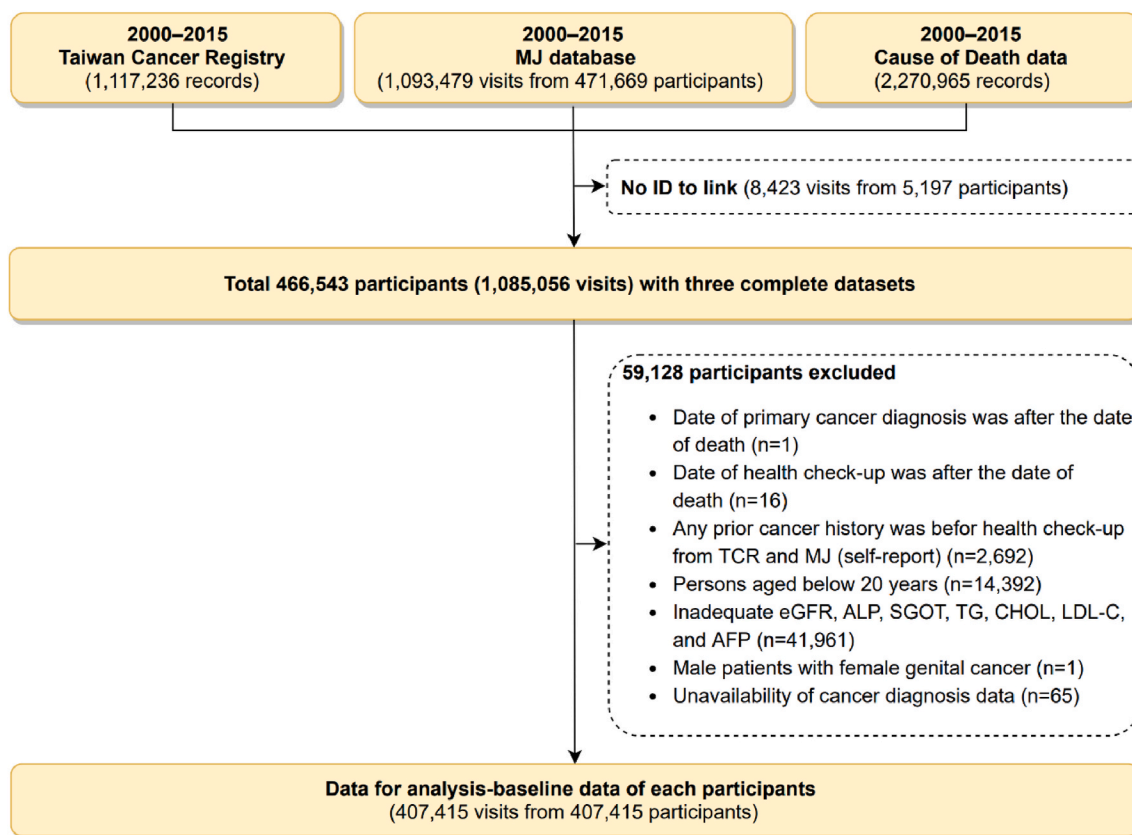 2000–2015
Taiwan Cancer Registry
(1,117,236 records)
2000–2015
MJ database
(1,093,479 visits from 471,669 participants)
2000–2015
Cause of Death data
(2,270,965 records)
No ID to link (8,423 visits from 5,197 participants)
Total 466,543 participants (1,085,056 visits) with three complete datasets
59,128 participants excluded
• Date of primary cancer diagnosis was after the date
of death (n=1)
• Date of health check-up was after the date of
death (n=16)
• Any prior cancer history was befor health check-up
from TCR and MJ (self-report) (n=2,692)
• Persons aged below 20 years (n=14,392)
• Inadequate eGFR, ALP, SGOT, TG, CHOL, LDL-C,
and AFP (n=41,961)
• Male patients with female genital cancer (n=1)
• Unavailability of cancer diagnosis data (n=65)
Data for analysis-baseline data of each participants
(407,415 visits from 407,415 participants)